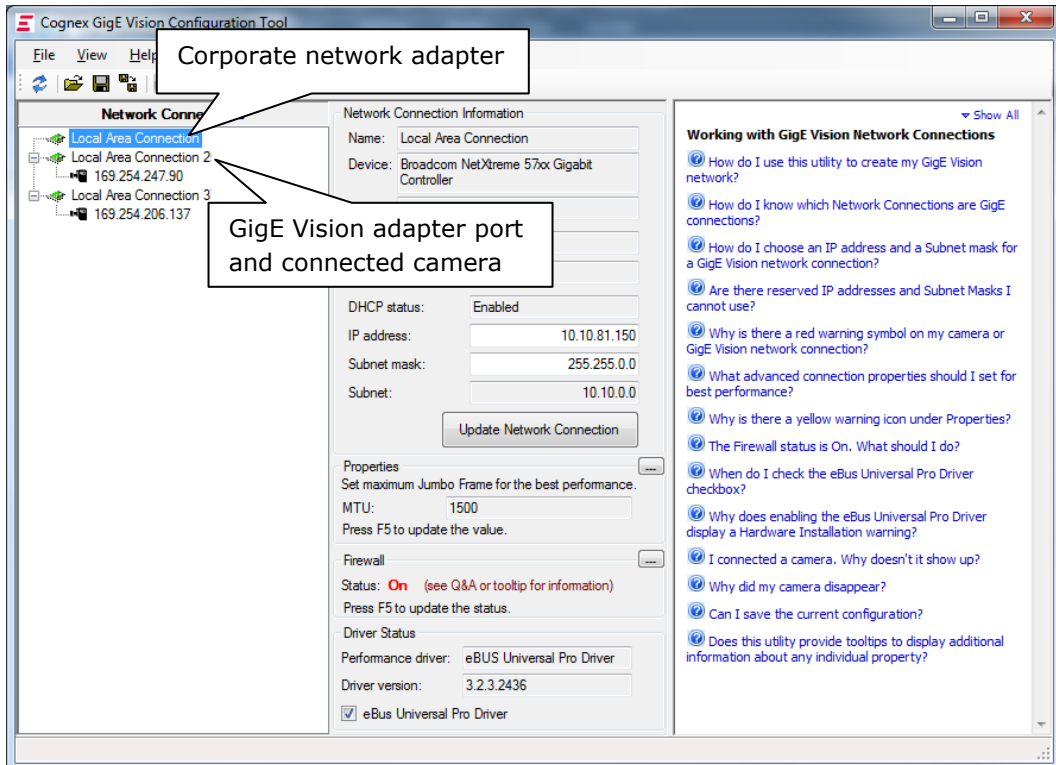 Cognex GigE Vision Configuration Tool
File View Help
Corporate network adapter
Network Conne
Local Area Connection
Local Area Connection 2
169.254.247.90
Local Area Connection 3
169.254.206.137
GigE Vision adapter port
and connected camera
Network Connection Information
Name: Local Area Connection
Device: Broadcom NetXtreme 57xx Gigabit
Controller
DHCP status: Enabled
IP address: 10.10.81.150
Subnet mask: 255.255.0.0
Subnet: 10.10.0.0
Update Network Connection
Properties
...
Set maximum Jumbo Frame for the best performance.
MTU: 1500
Press F5 to update the value.
Firewall
...
Status: On (see Q&A or tooltip for information)
Press F5 to update the status.
Driver Status
Performance driver: eBUS Universal Pro Driver
Driver version: 3.2.3.2436
eBus Universal Pro Driver
Show All
Working with GigE Vision Network Connections
How do I use this utility to create my GigE Vision
network?
How do I know which Network Connections are GigE
connections?
How do I choose an IP address and a Subnet mask for
a GigE Vision network connection?
Are there reserved IP addresses and Subnet Masks I
cannot use?
Why is there a red warning symbol on my camera or
GigE Vision network connection?
What advanced connection properties should I set for
best performance?
Why is there a yellow warning icon under Properties?
The Firewall status is On. What should I do?
When do I check the eBus Universal Pro Driver
checkbox?
Why does enabling the eBus Universal Pro Driver
display a Hardware Installation warning?
I connected a camera. Why doesn't it show up?
Why did my camera disappear?
Can I save the current configuration?
Does this utility provide tooltips to display additional
information about any individual property?